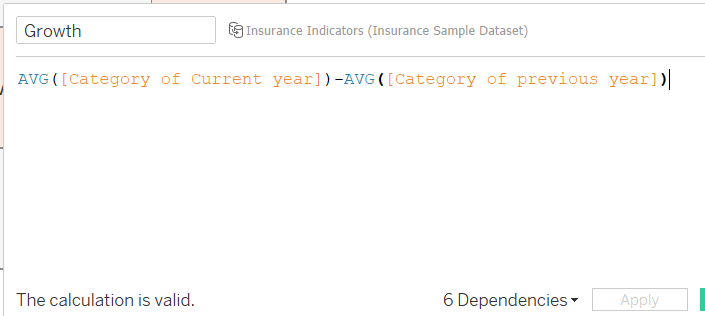 Growth
Insurance Indicators (Insurance Sample Dataset)
AVG([Category of Current year])-AVG([Category of previous year])
The calculation is valid.
6 Dependencies
Apply